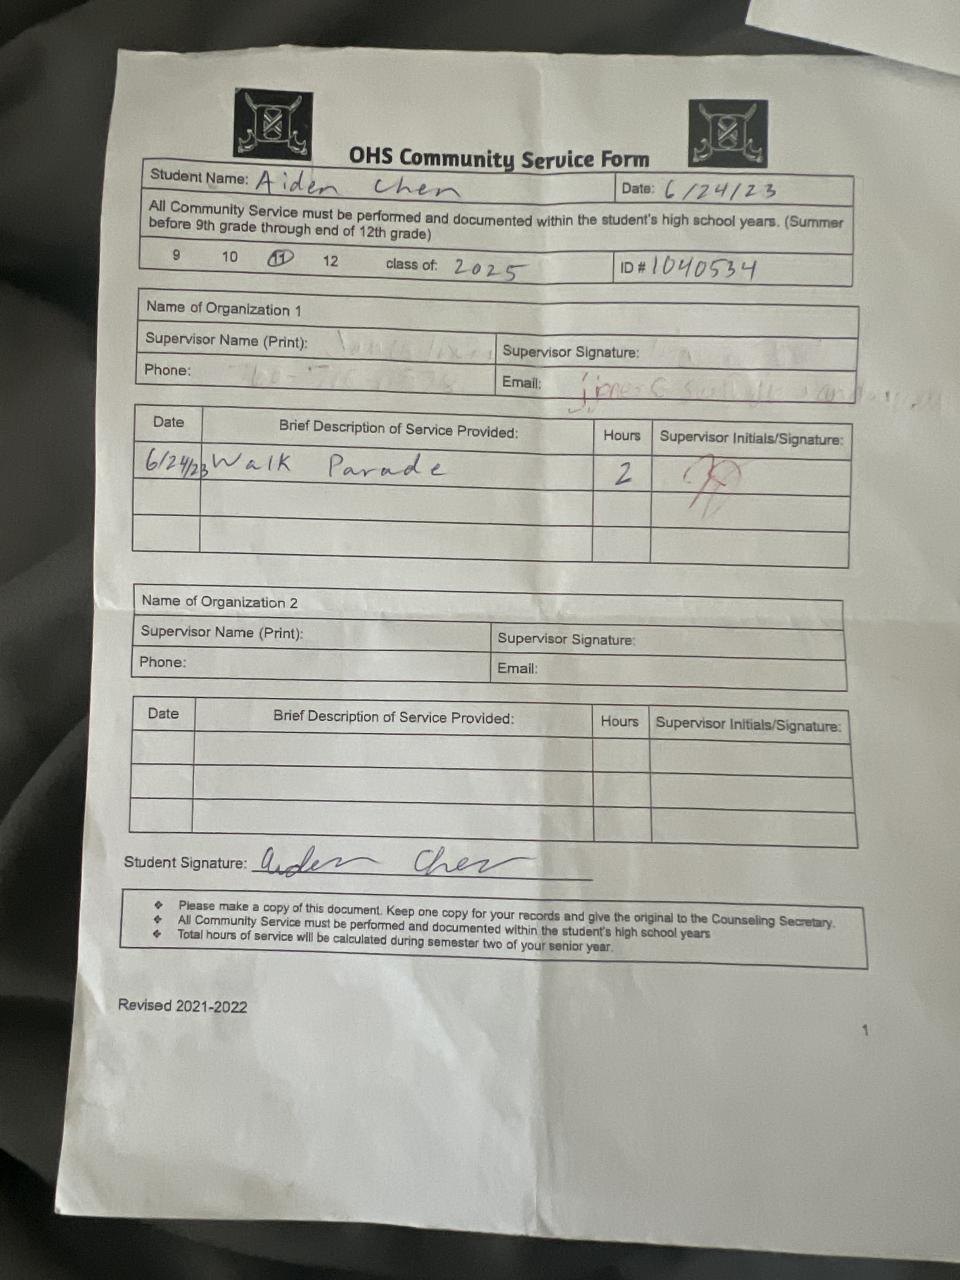 OHS Community Service Form
Student Name: Aiden Chen Date: 6/24/23
All Community Service must be performed and documented within the student's high school years. (Summer
before 9th grade through end of 12th grade)
9 10 11 12 class of: 2025 ID # 1040534
Name of Organization 1
Supervisor Name (Print): Supervisor Signature:
Phone: Email:
Date Brief Description of Service Provided: Hours Supervisor Initials/Signature:
6/24/23 Walk Parade 2
Name of Organization 2
Supervisor Name (Print): Supervisor Signature:
Phone: Email:
Date Brief Description of Service Provided: Hours Supervisor Initials/Signature:
Student Signature: Aiden Chen
❖ Please make a copy of this document. Keep one copy for your records and give the original to the Counseling Secretary.
❖ All Community Service must be performed and documented within the student's high school years
❖ Total hours of service will be calculated during semester two of your senior year.
Revised 2021-2022
1